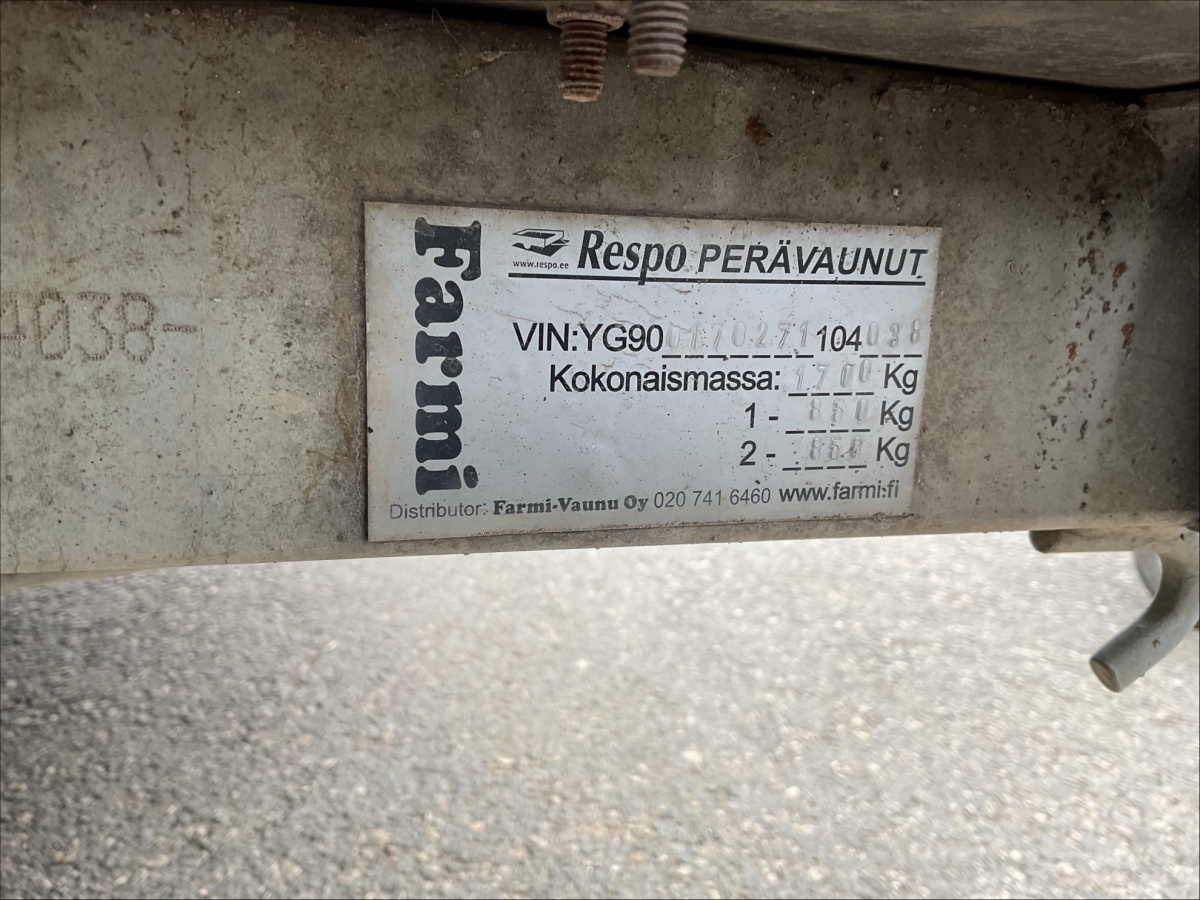 4038-
Farmi
www.respo.ee
Respo PERÄVAUNUT
VIN:YG900170271104038
Kokonaismassa: 1700 Kg
1 - 850 Kg
2 - 850 Kg
Distributor: Farmi-Vaunu Oy 020 741 6460 www.farmi.fi